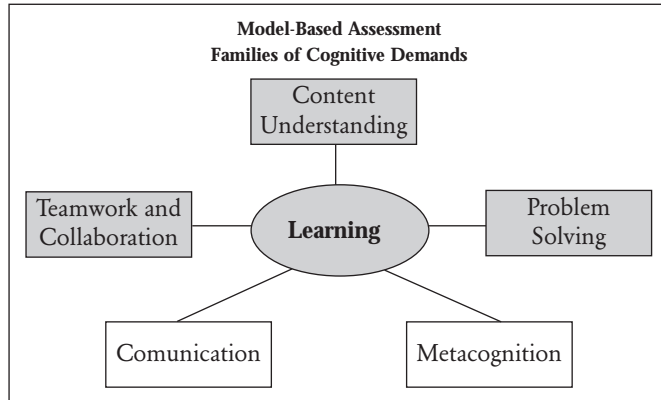 Model-Based Assessment
Families of Cognitive Demands
Content
Understanding
Teamwork and
Collaboration
Learning
Problem
Solving
Comunication
Metacognition